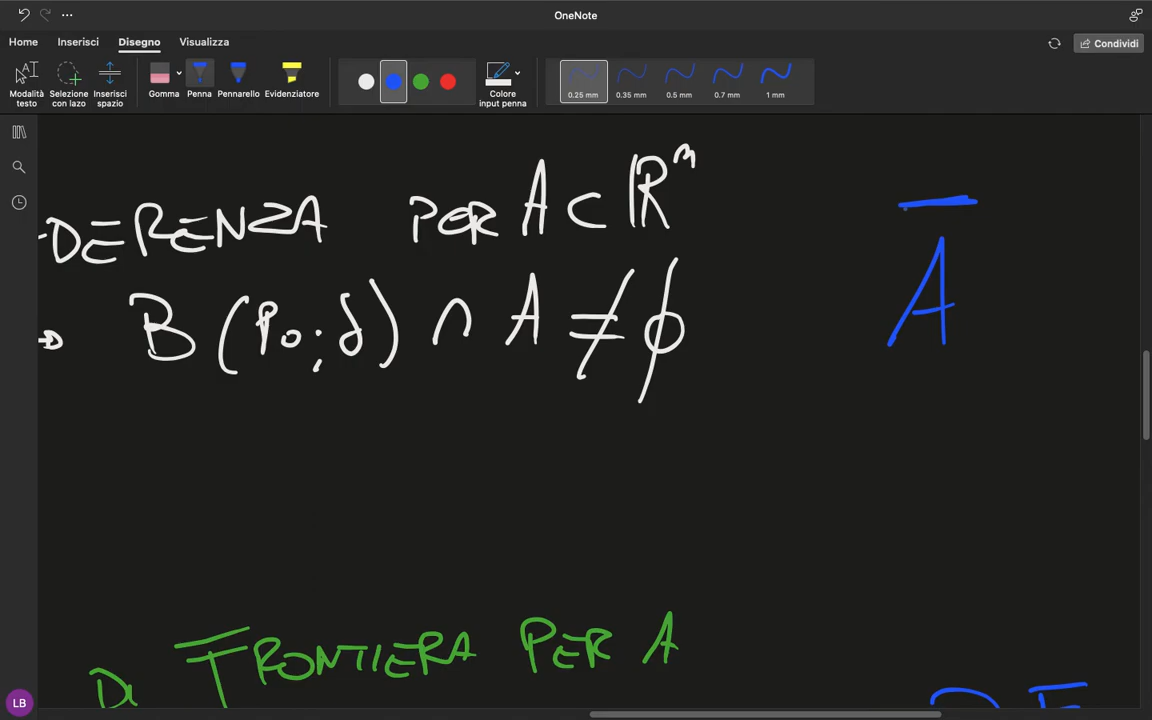 OneNote
Home Inserisci Disegno Visualizza
Condividi
Modalità testo
Selezione con lazo
Inserisci spazio
Gomma
Penna
Pennarello
Evidenziatore
Colore input penna
0.25 mm 0.35 mm 0.5 mm 0.7 mm 1 mm
DERENZA PER A ⊂ ℝⁿ
→ B (P₀; δ) ∩ A ≠ ϕ
Ā
DI FRONTIERA PER A
LB